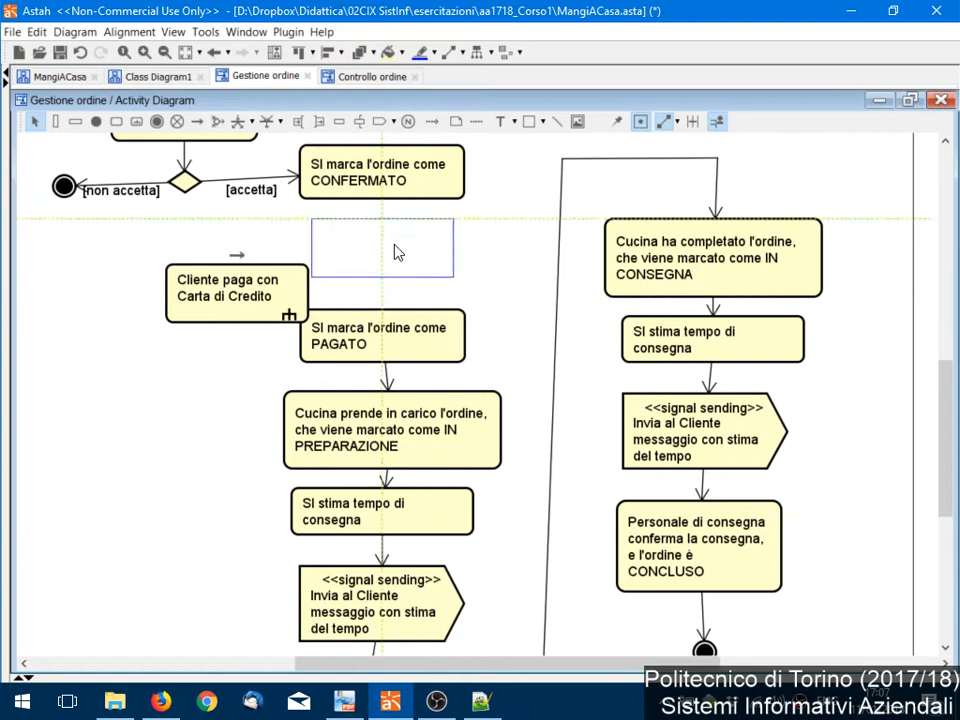 Astah <<Non-Commercial Use Only>> - [D:\Dropbox\Didattica\02CIX SistInf\esercitazioni\aa1718_Corso1\MangiACasa.asta] (*)
File Edit Diagram Alignment View Tools Window Plugin Help
MangiACasa Class Diagram1 Gestione ordine Controllo ordine
Gestione ordine / Activity Diagram
SI marca l'ordine come
CONFERMATO
[non accetta]
[accetta]
Cliente paga con
Carta di Credito
SI marca l'ordine come
PAGATO
Cucina prende in carico l'ordine,
che viene marcato come IN
PREPARAZIONE
SI stima tempo di
consegna
<<signal sending>>
Invia al Cliente
messaggio con stima
del tempo
Cucina ha completato l'ordine,
che viene marcato come IN
CONSEGNA
SI stima tempo di
consegna
<<signal sending>>
Invia al Cliente
messaggio con stima
del tempo
Personale di consegna
conferma la consegna,
e l'ordine è
CONCLUSO
Politecnico di Torino (2017/18)
17:07
Sistemi Informativi Aziendali